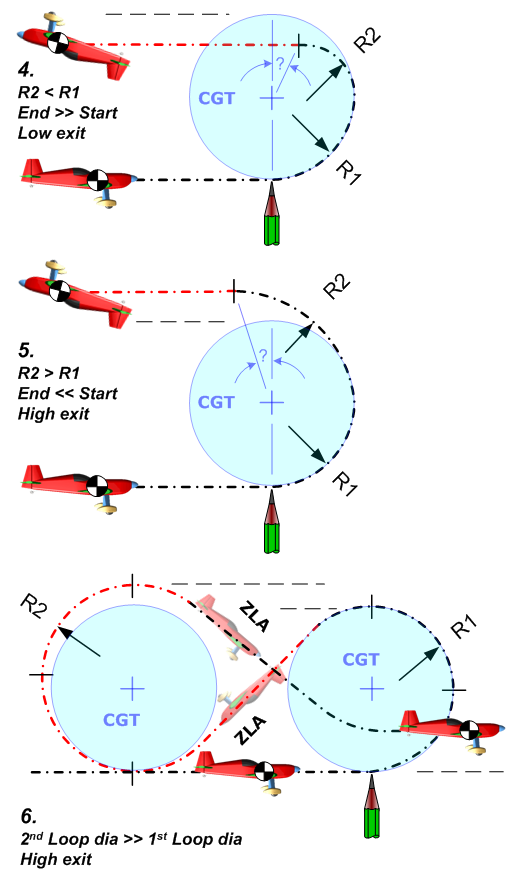 R2
?
4.
CGT
R2 < R1
End >> Start
Low exit
R1
R2
5.
?
R2 > R1
CGT
End << Start
High exit
R1
R2
ZLA
R1
CGT
CGT
ZLA
6.
2nd Loop dia >> 1st Loop dia
High exit